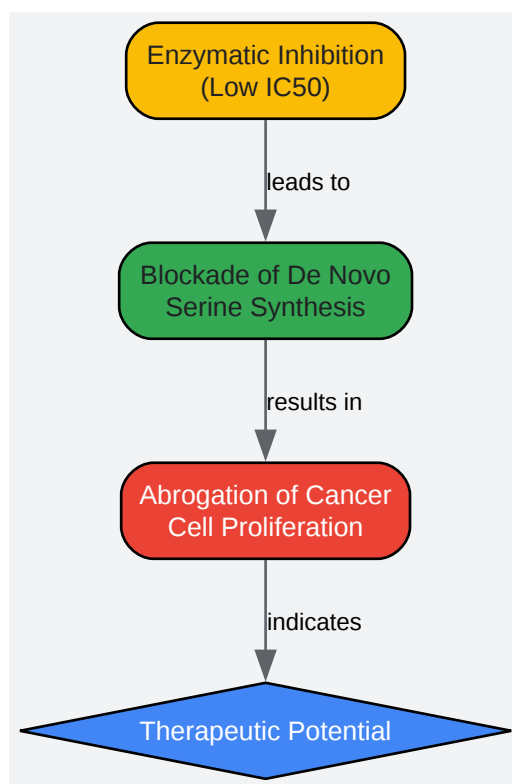 Enzymatic Inhibition
(Low IC50)
leads to
Blockade of De Novo
Serine Synthesis
results in
Abrogation of Cancer
Cell Proliferation
indicates
Therapeutic Potential